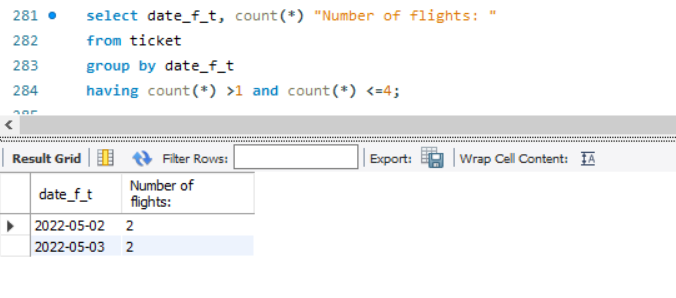 281 select date_f_t, count(*) "Number of flights: "
282 from ticket
283 group by date_f_t
284 having count(*) >1 and count(*) <=4;
285
Result Grid Filter Rows: Export: Wrap Cell Content: IA
date_f_t Number of
flights:
2022-05-02 2
2022-05-03 2